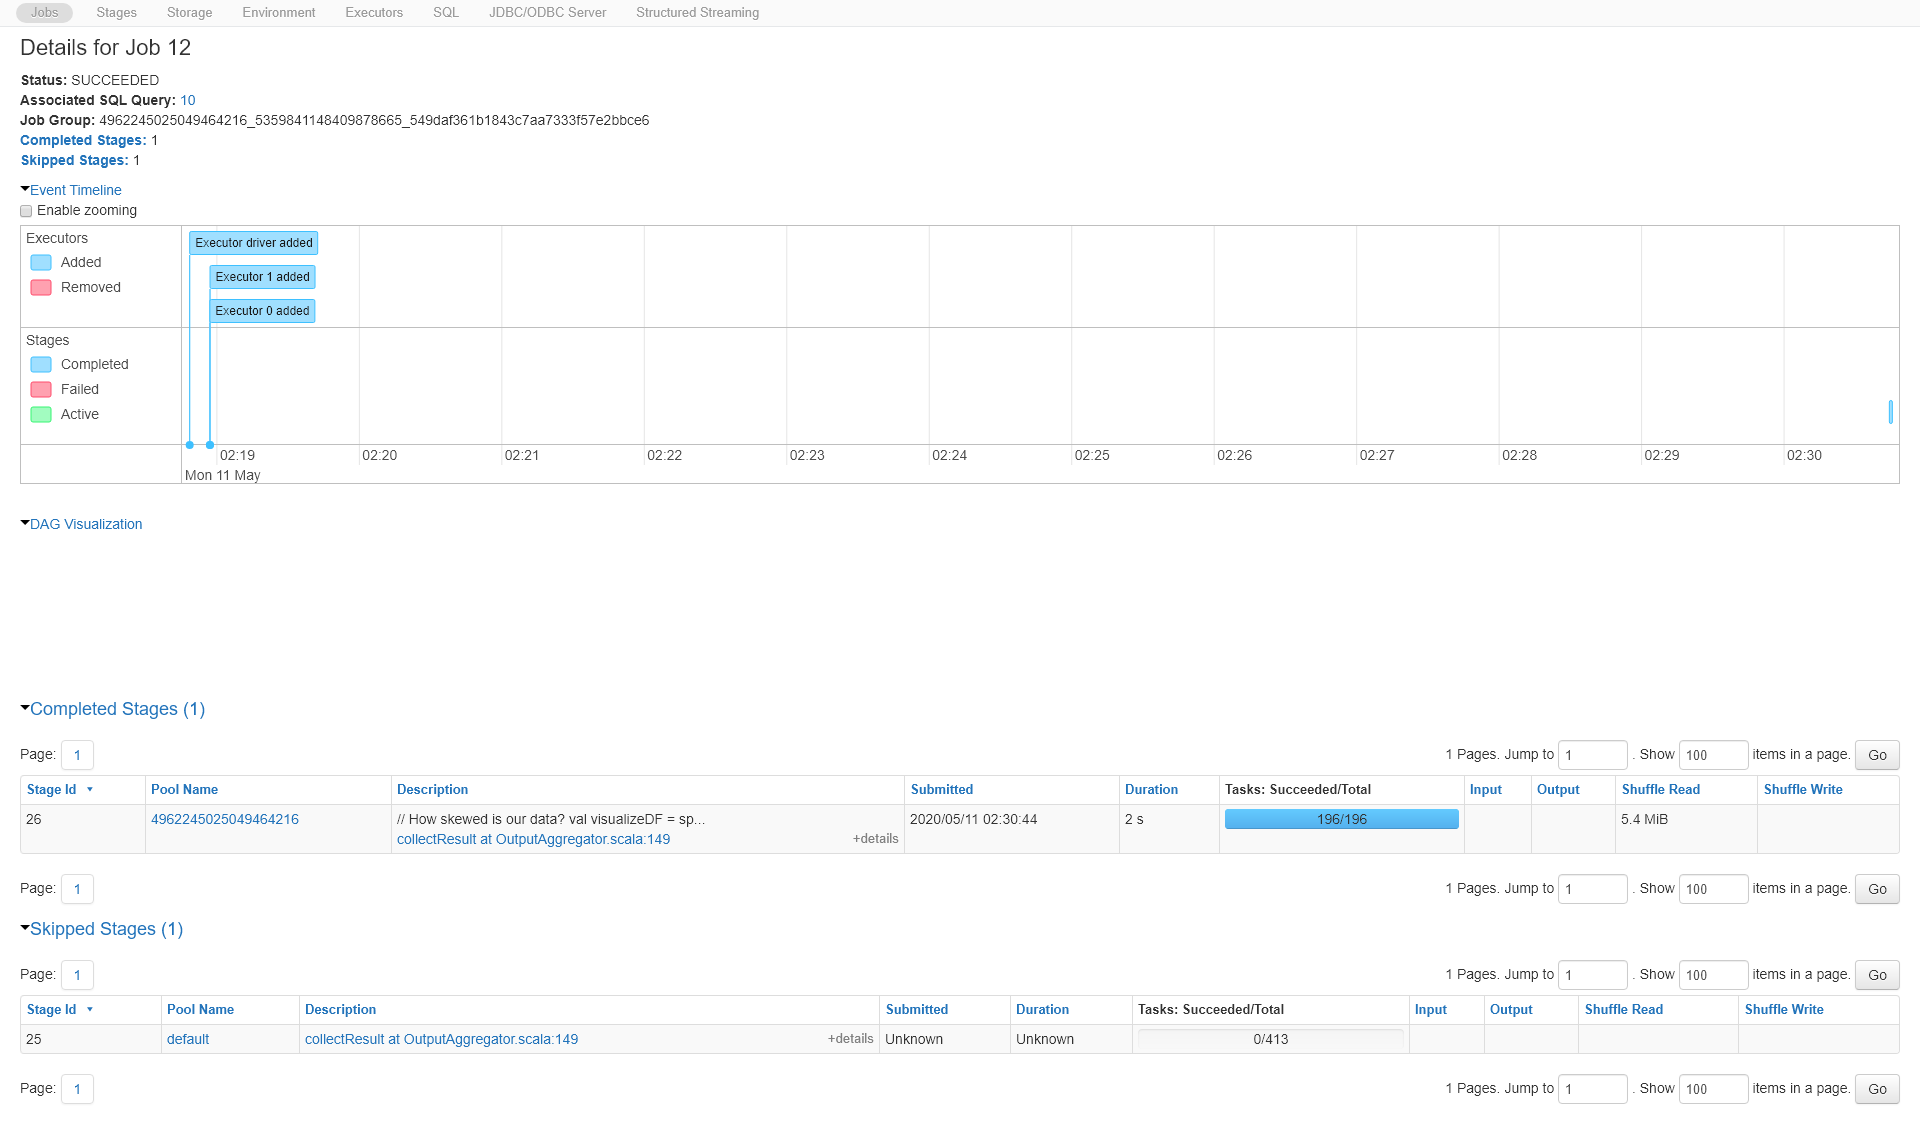 Jobs Stages Storage Environment Executors SQL JDBC/ODBC Server Structured Streaming
Details for Job 12
Status: SUCCEEDED
Associated SQL Query: 10
Job Group: 4962245025049464216_5359841148409878665_549daf361b1843c7aa7333f57e2bbce6
Completed Stages: 1
Skipped Stages: 1
Event Timeline
Enable zooming
Executors
Added
Removed
Executor driver added
Executor 1 added
Executor 0 added
Stages
Completed
Failed
Active
02:19 02:20 02:21 02:22 02:23 02:24 02:25 02:26 02:27 02:28 02:29 02:30
Mon 11 May
DAG Visualization
Completed Stages (1)
Page: 1 1 Pages. Jump to 1 . Show 100 items in a page. Go
Stage Id Pool Name Description Submitted Duration Tasks: Succeeded/Total Input Output Shuffle Read Shuffle Write
26 4962245025049464216 // How skewed is our data? val visualizeDF = sp... 2020/05/11 02:30:44 2 s 196/196 5.4 MiB
collectResult at OutputAggregator.scala:149 +details
Page: 1 1 Pages. Jump to 1 . Show 100 items in a page. Go
Skipped Stages (1)
Page: 1 1 Pages. Jump to 1 . Show 100 items in a page. Go
Stage Id Pool Name Description Submitted Duration Tasks: Succeeded/Total Input Output Shuffle Read Shuffle Write
25 default collectResult at OutputAggregator.scala:149 +details Unknown Unknown 0/413
Page: 1 1 Pages. Jump to 1 . Show 100 items in a page. Go